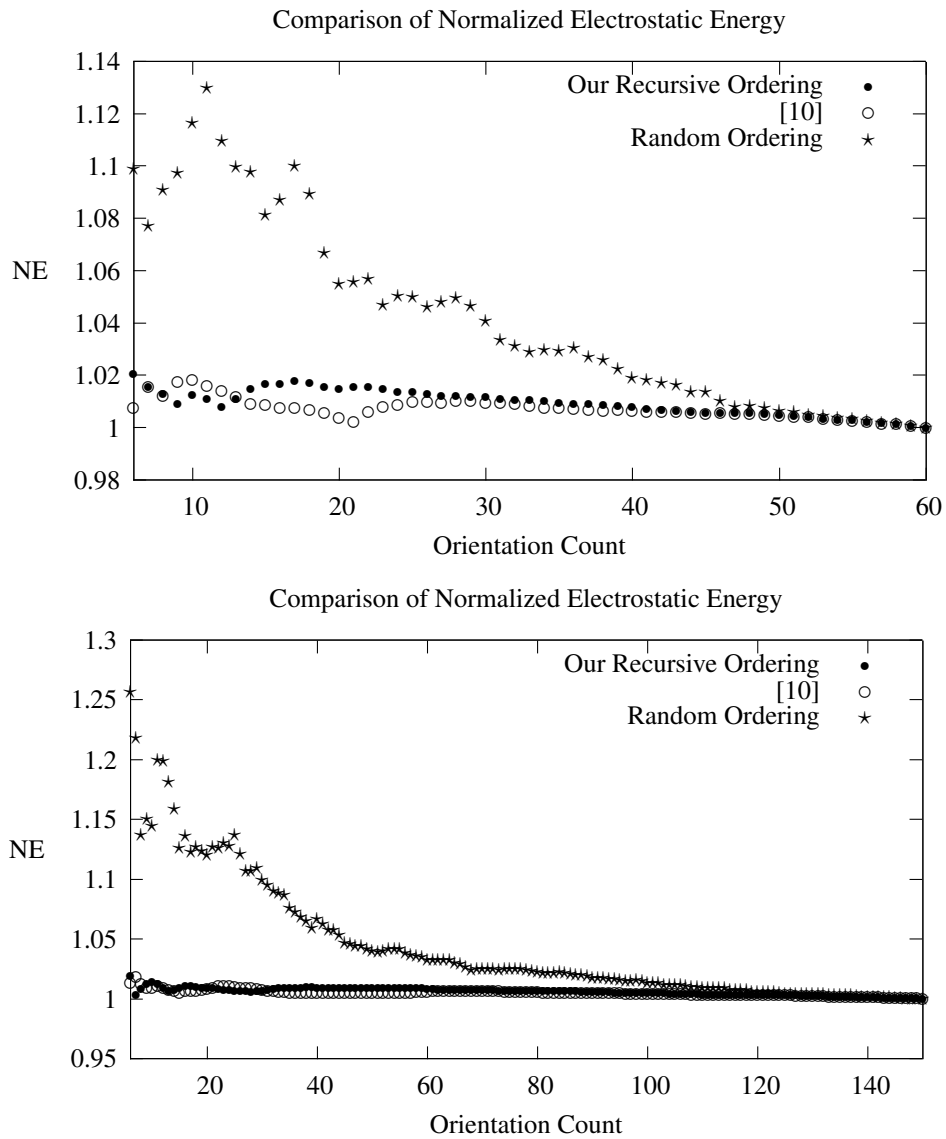 Comparison of Normalized Electrostatic Energy
1.14
1.12
1.1
1.08
1.06
1.04
1.02
1
0.98
NE
Our Recursive Ordering
[10]
Random Ordering
10 20 30 40 50 60
Orientation Count
Comparison of Normalized Electrostatic Energy
1.3
1.25
1.2
1.15
1.1
1.05
1
0.95
NE
Our Recursive Ordering
[10]
Random Ordering
20 40 60 80 100 120 140
Orientation Count